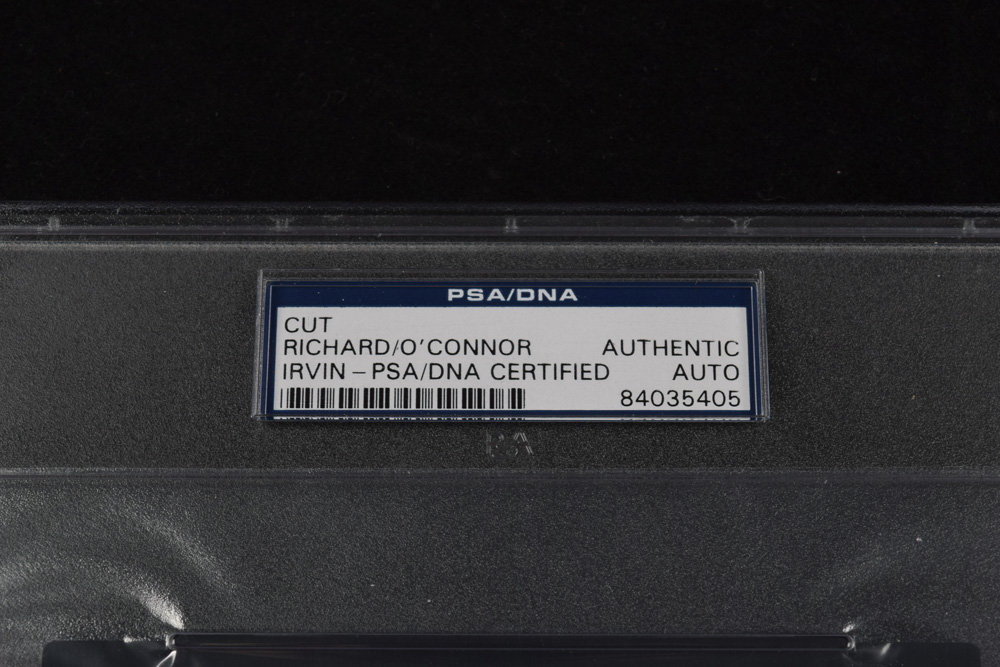 PSA/DNA
CUT
RICHARD/O'CONNOR AUTHENTIC
IRVIN – PSA/DNA CERTIFIED AUTO
84035405